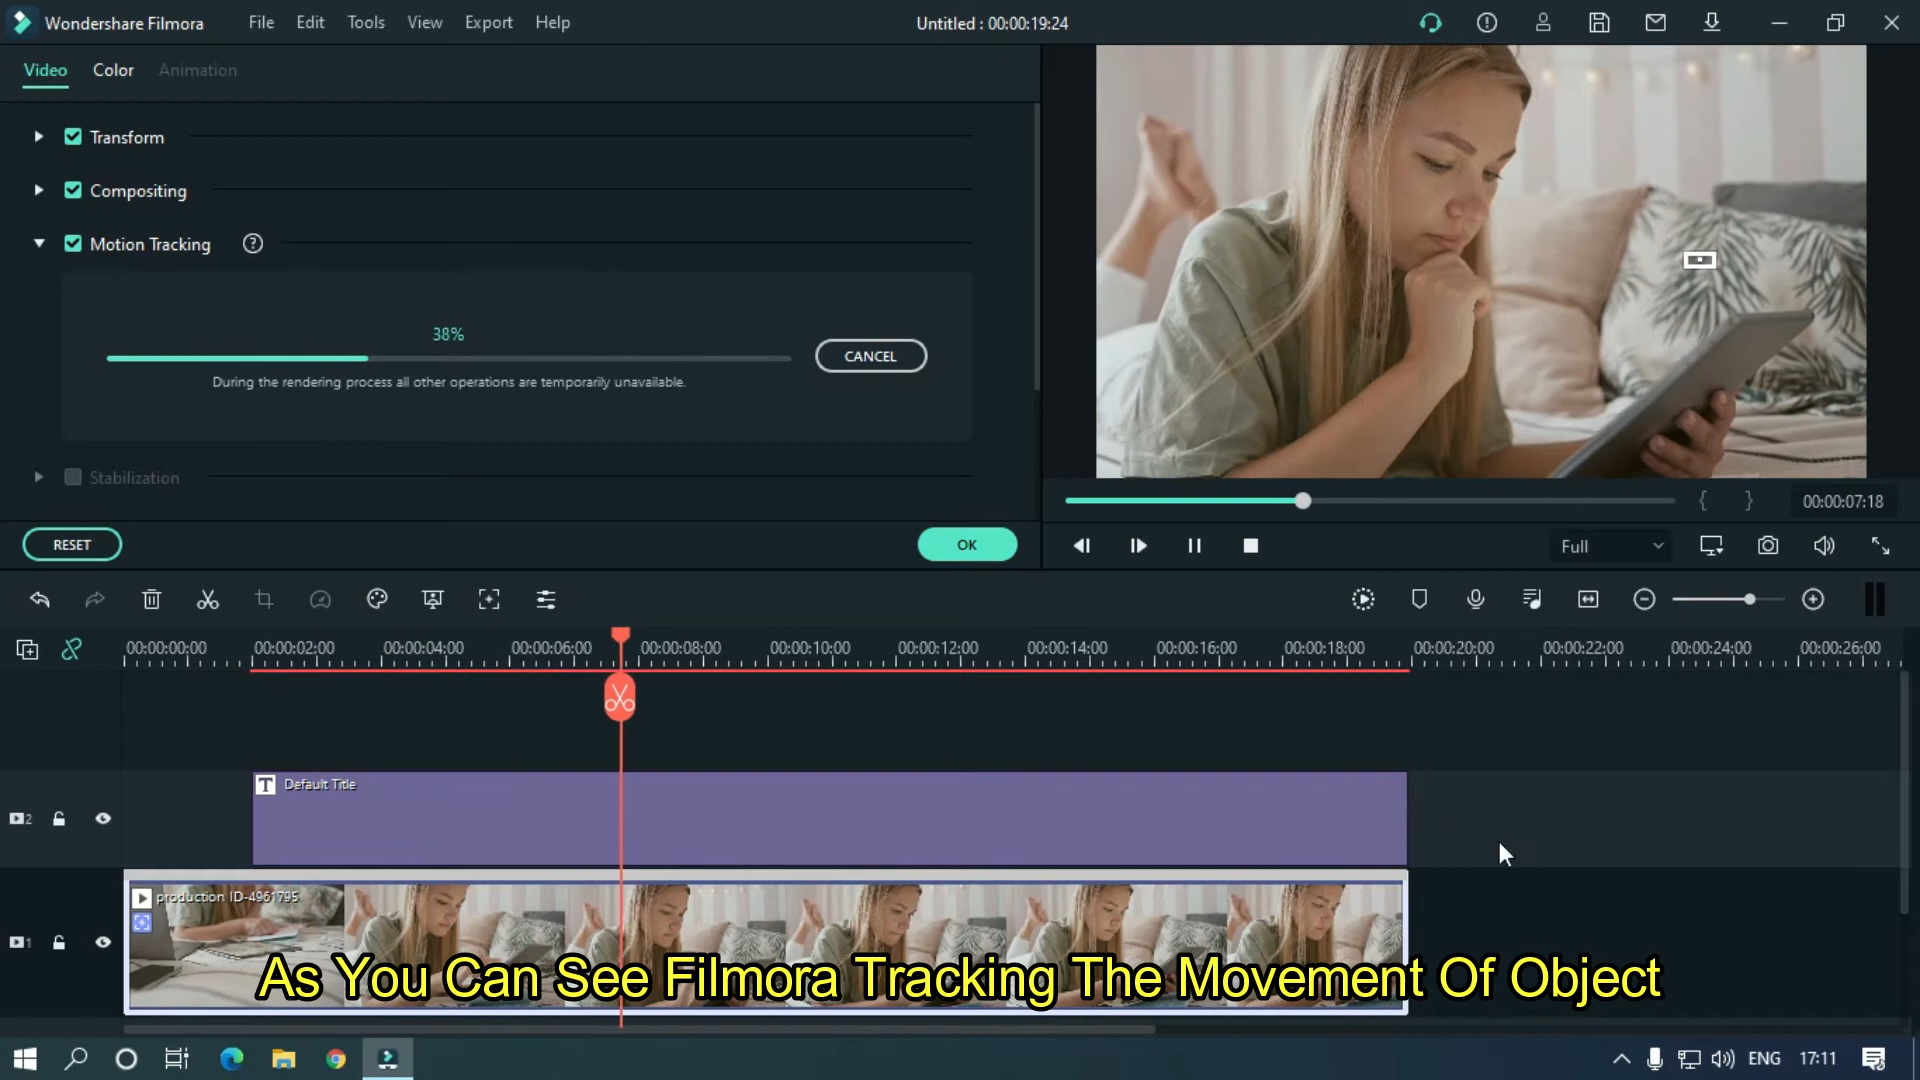 Wondershare Filmora File Edit Tools View Export Help Untitled : 00:00:19:24
Video Color Animation
Transform
Compositing
Motion Tracking ?
38%
CANCEL
During the rendering process all other operations are temporarily unavailable.
Stabilization
{ } 00:00:07:18
RESET OK
Full
00:00:00:00 00:00:02:00 00:00:04:00 00:00:06:00 00:00:08:00 00:00:10:00 00:00:12:00 00:00:14:00 00:00:16:00 00:00:18:00 00:00:20:00 00:00:22:00 00:00:24:00 00:00:26:00
T Default Title
2
production ID-4961795
1
As You Can See Filmora Tracking The Movement Of Object
ENG 17:11